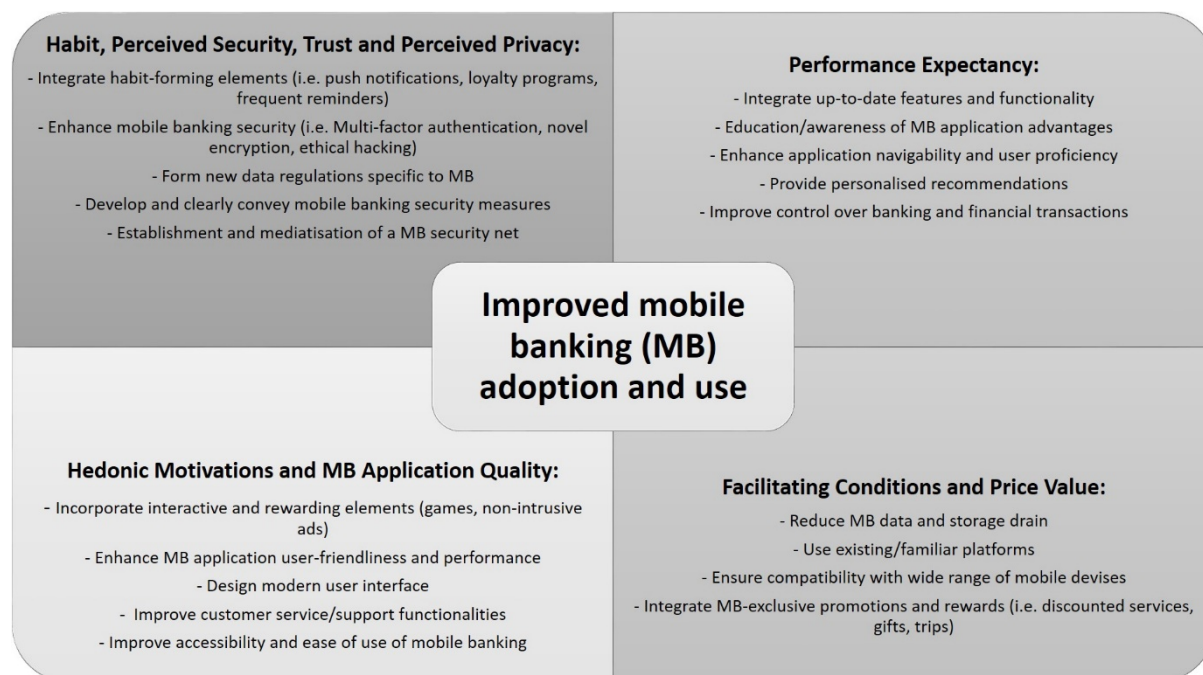 Habit, Perceived Security, Trust and Perceived Privacy:
- Integrate habit-forming elements (i.e. push notifications, loyalty programs,
frequent reminders)
- Enhance mobile banking security (i.e. Multi-factor authentication, novel
encryption, ethical hacking)
- Form new data regulations specific to MB
- Develop and clearly convey mobile banking security measures
- Establishment and mediatisation of a MB security net
Performance Expectancy:
- Integrate up-to-date features and functionality
- Education/awareness of MB application advantages
- Enhance application navigability and user proficiency
- Provide personalised recommendations
- Improve control over banking and financial transactions
Improved mobile
banking (MB)
adoption and use
Hedonic Motivations and MB Application Quality:
- Incorporate interactive and rewarding elements (games, non-intrusive
ads)
- Enhance MB application user-friendliness and performance
- Design modern user interface
- Improve customer service/support functionalities
- Improve accessibility and ease of use of mobile banking
Facilitating Conditions and Price Value:
- Reduce MB data and storage drain
- Use existing/familiar platforms
- Ensure compatibility with wide range of mobile devises
- Integrate MB-exclusive promotions and rewards (i.e. discounted services,
gifts, trips)